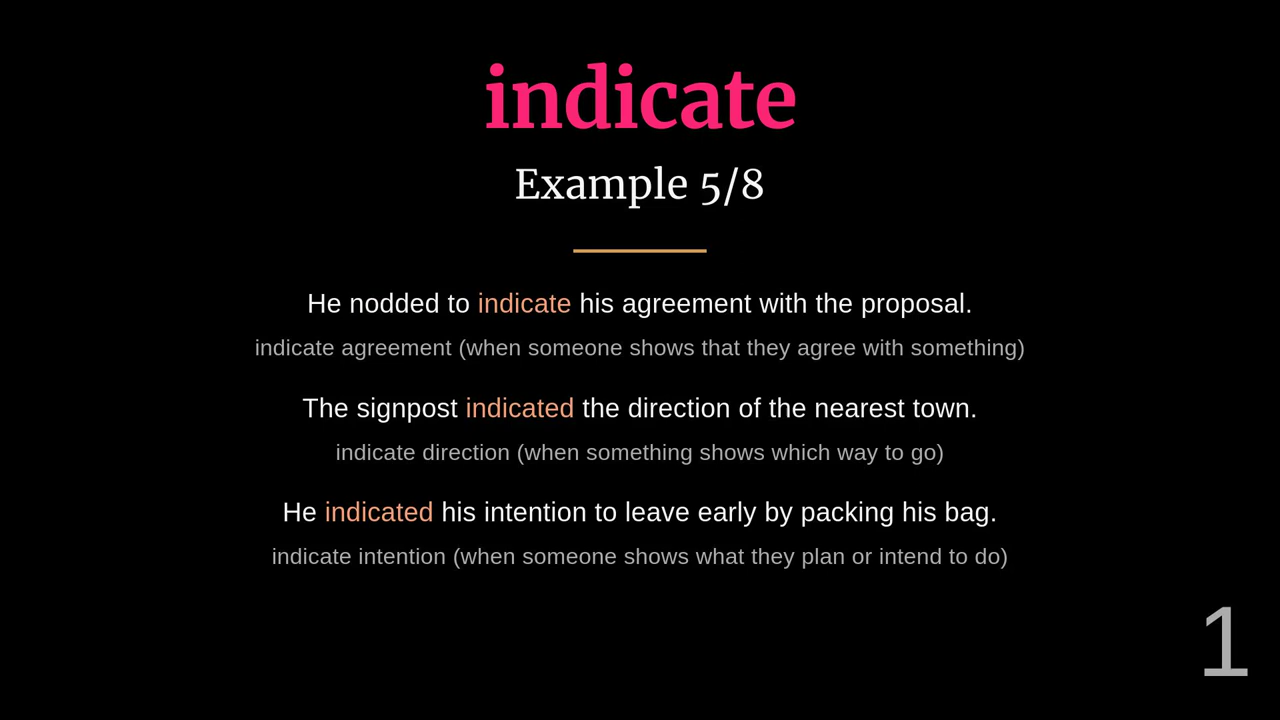 indicate
Example 5/8
He nodded to indicate his agreement with the proposal.
indicate agreement (when someone shows that they agree with something)
The signpost indicated the direction of the nearest town.
indicate direction (when something shows which way to go)
He indicated his intention to leave early by packing his bag.
indicate intention (when someone shows what they plan or intend to do)
1